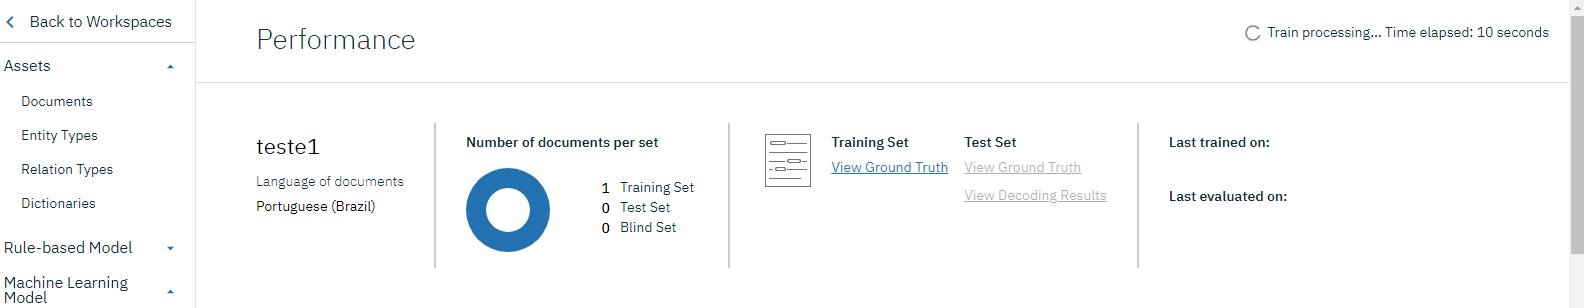 Back to Workspaces
Assets
Documents
Entity Types
Relation Types
Dictionaries
Rule-based Model
Machine Learning
Model
Performance
Train processing... Time elapsed: 10 seconds
teste1
Language of documents
Portuguese (Brazil)
Number of documents per set
1 Training Set
0 Test Set
0 Blind Set
Training Set
View Ground Truth
Test Set
View Ground Truth
View Decoding Results
Last trained on:
Last evaluated on: